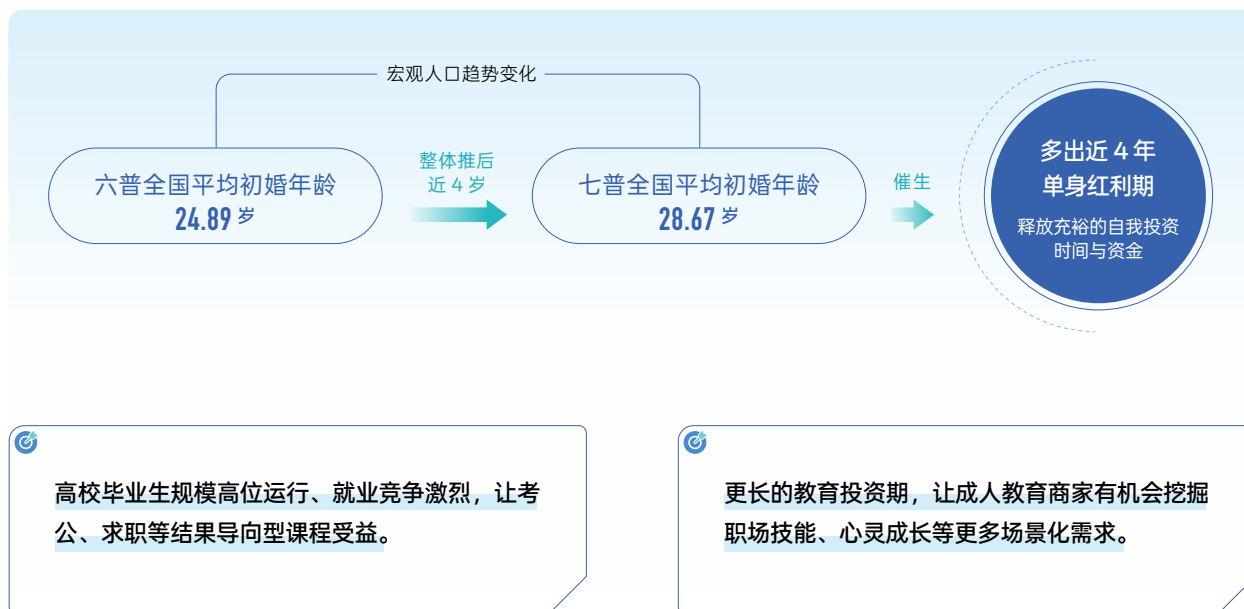 宏观人口趋势变化
六普全国平均初婚年龄
24.89 岁
整体推后
近 4 岁
七普全国平均初婚年龄
28.67 岁
催生
多出近 4 年
单身红利期
释放充裕的自我投资
时间与资金
高校毕业生规模高位运行、就业竞争激烈，让考
公、求职等结果导向型课程受益。
更长的教育投资期，让成人教育商家有机会挖掘
职场技能、心灵成长等更多场景化需求。